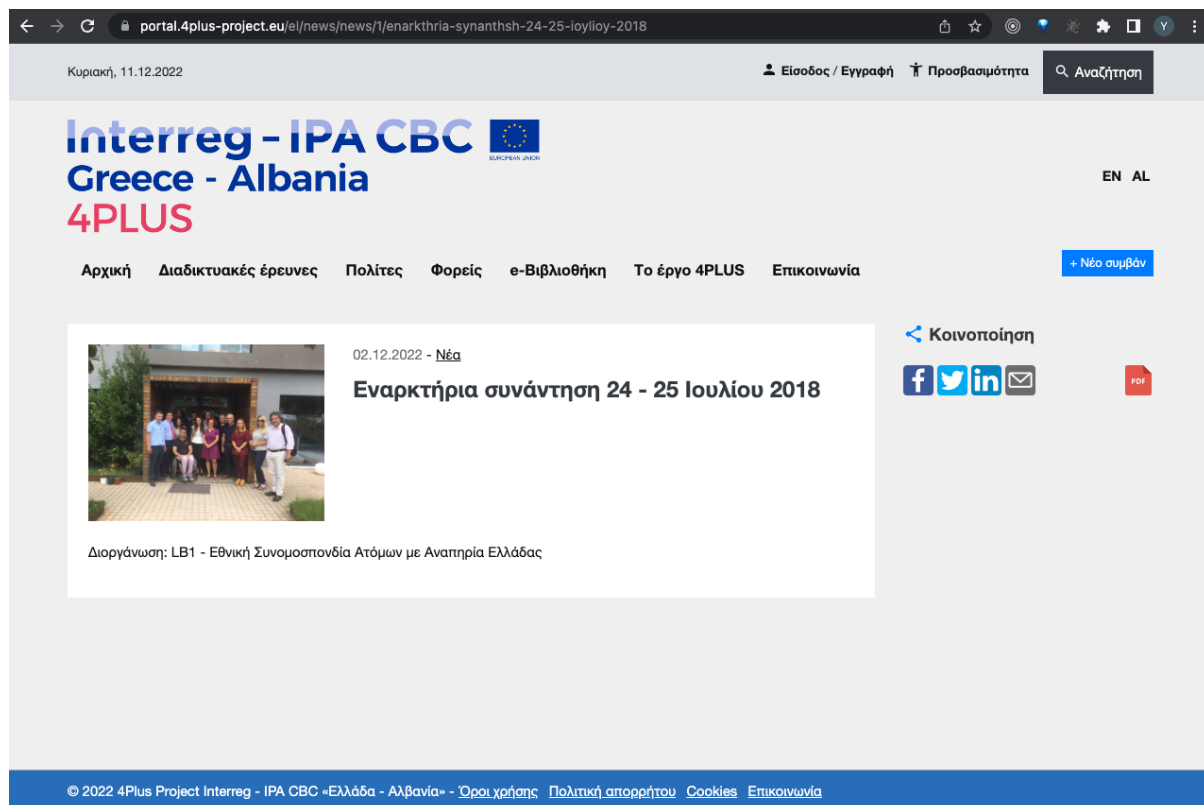 portal.4plus-project.eu/el/news/news/1/enarkthria-synanthsh-24-25-ioylioy-2018
Y
Κυριακή, 11.12.2022
Είσοδος / Εγγραφή Προσβασιμότητα Αναζήτηση
Interreg - IPA CBC
EUROPEAN UNION
Greece - Albania
EN AL
4PLUS
Αρχική Διαδικτυακές έρευνες Πολίτες Φορείς e-Βιβλιοθήκη Το έργο 4PLUS Επικοινωνία
+ Νέο συμβάν
Κοινοποίηση
02.12.2022 - Νέα
Εναρκτήρια συνάντηση 24 - 25 Ιουλίου 2018
PDF
Διοργάνωση: LB1 - Εθνική Συνομοσπονδία Ατόμων με Αναπηρία Ελλάδας
© 2022 4Plus Project Interreg - IPA CBC «Ελλάδα - Αλβανία» - Όροι χρήσης Πολιτική απορρήτου Cookies Επικοινωνία